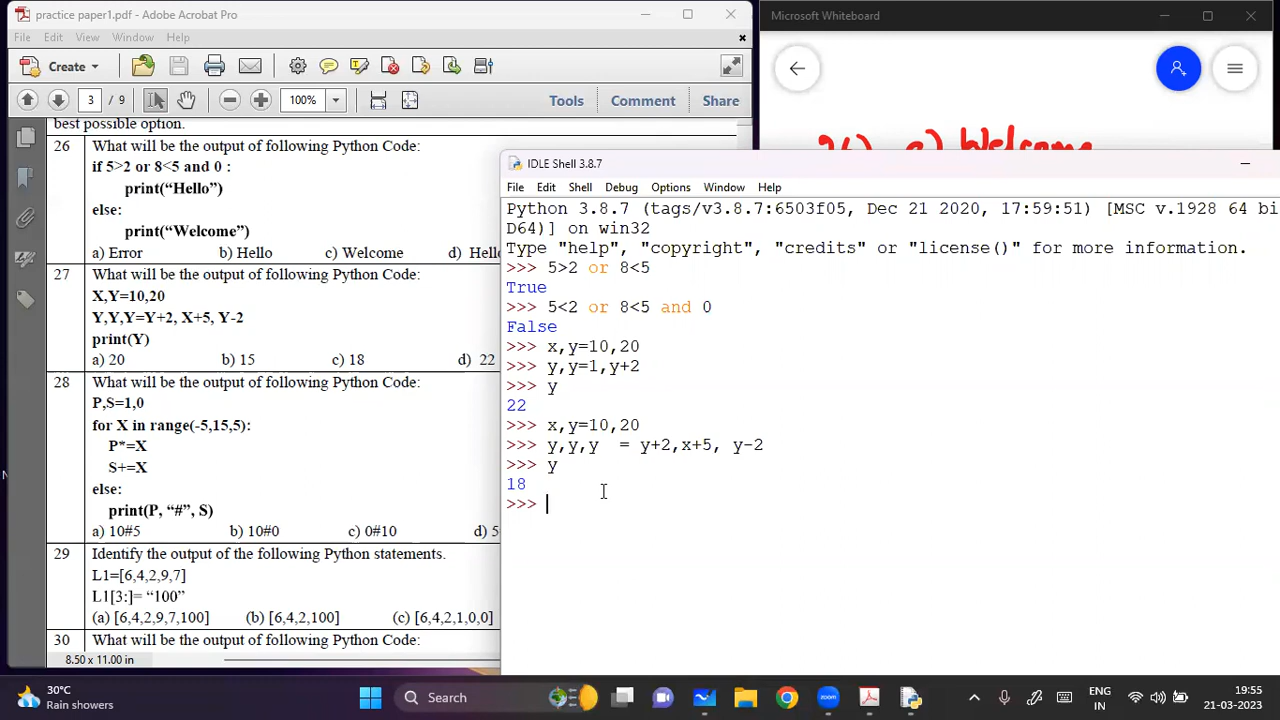 practice paper1.pdf - Adobe Acrobat Pro
File Edit View Window Help
Create
3 / 9
100%
Tools Comment Share
best possible option.
26 What will be the output of following Python Code:
if 5>2 or 8<5 and 0 :
print(“Hello”)
else:
print(“Welcome”)
a) Error b) Hello c) Welcome d) Hell
27 X,Y=10,20
Y,Y,Y=Y+2, X+5, Y-2
print(Y)
a) 20 b) 15 c) 18 d) 22
28 What will be the output of following Python Code:
P,S=1,0
for X in range(-5,15,5):
P*=X
S+=X
else:
print(P, “#”, S)
a) 10#5 b) 10#0 c) 0#10 d) 5
29 Identify the output of the following Python statements.
L1=[6,4,2,9,7]
L1[3:]= “100”
(a) [6,4,2,9,7,100] (b) [6,4,2,100] (c) [6,4,2,1,0,0]
30 What will be the output of following Python Code:
8.50 x 11.00 in
Microsoft Whiteboard
26) c) Welcome
IDLE Shell 3.8.7
File Edit Shell Debug Options Window Help
Python 3.8.7 (tags/v3.8.7:6503f05, Dec 21 2020, 17:59:51) [MSC v.1928 64 bi
D64)] on win32
Type "help", "copyright", "credits" or "license()" for more information.
>>> 5>2 or 8<5
True
>>> 5<2 or 8<5 and 0
False
>>> x,y=10,20
>>> y,y=1,y+2
>>> y
22
>>> x,y=10,20
>>> y,y,y = y+2,x+5, y-2
>>> y
18
>>>
30°C
Rain showers
Search
ENG
IN
19:55
21-03-2023